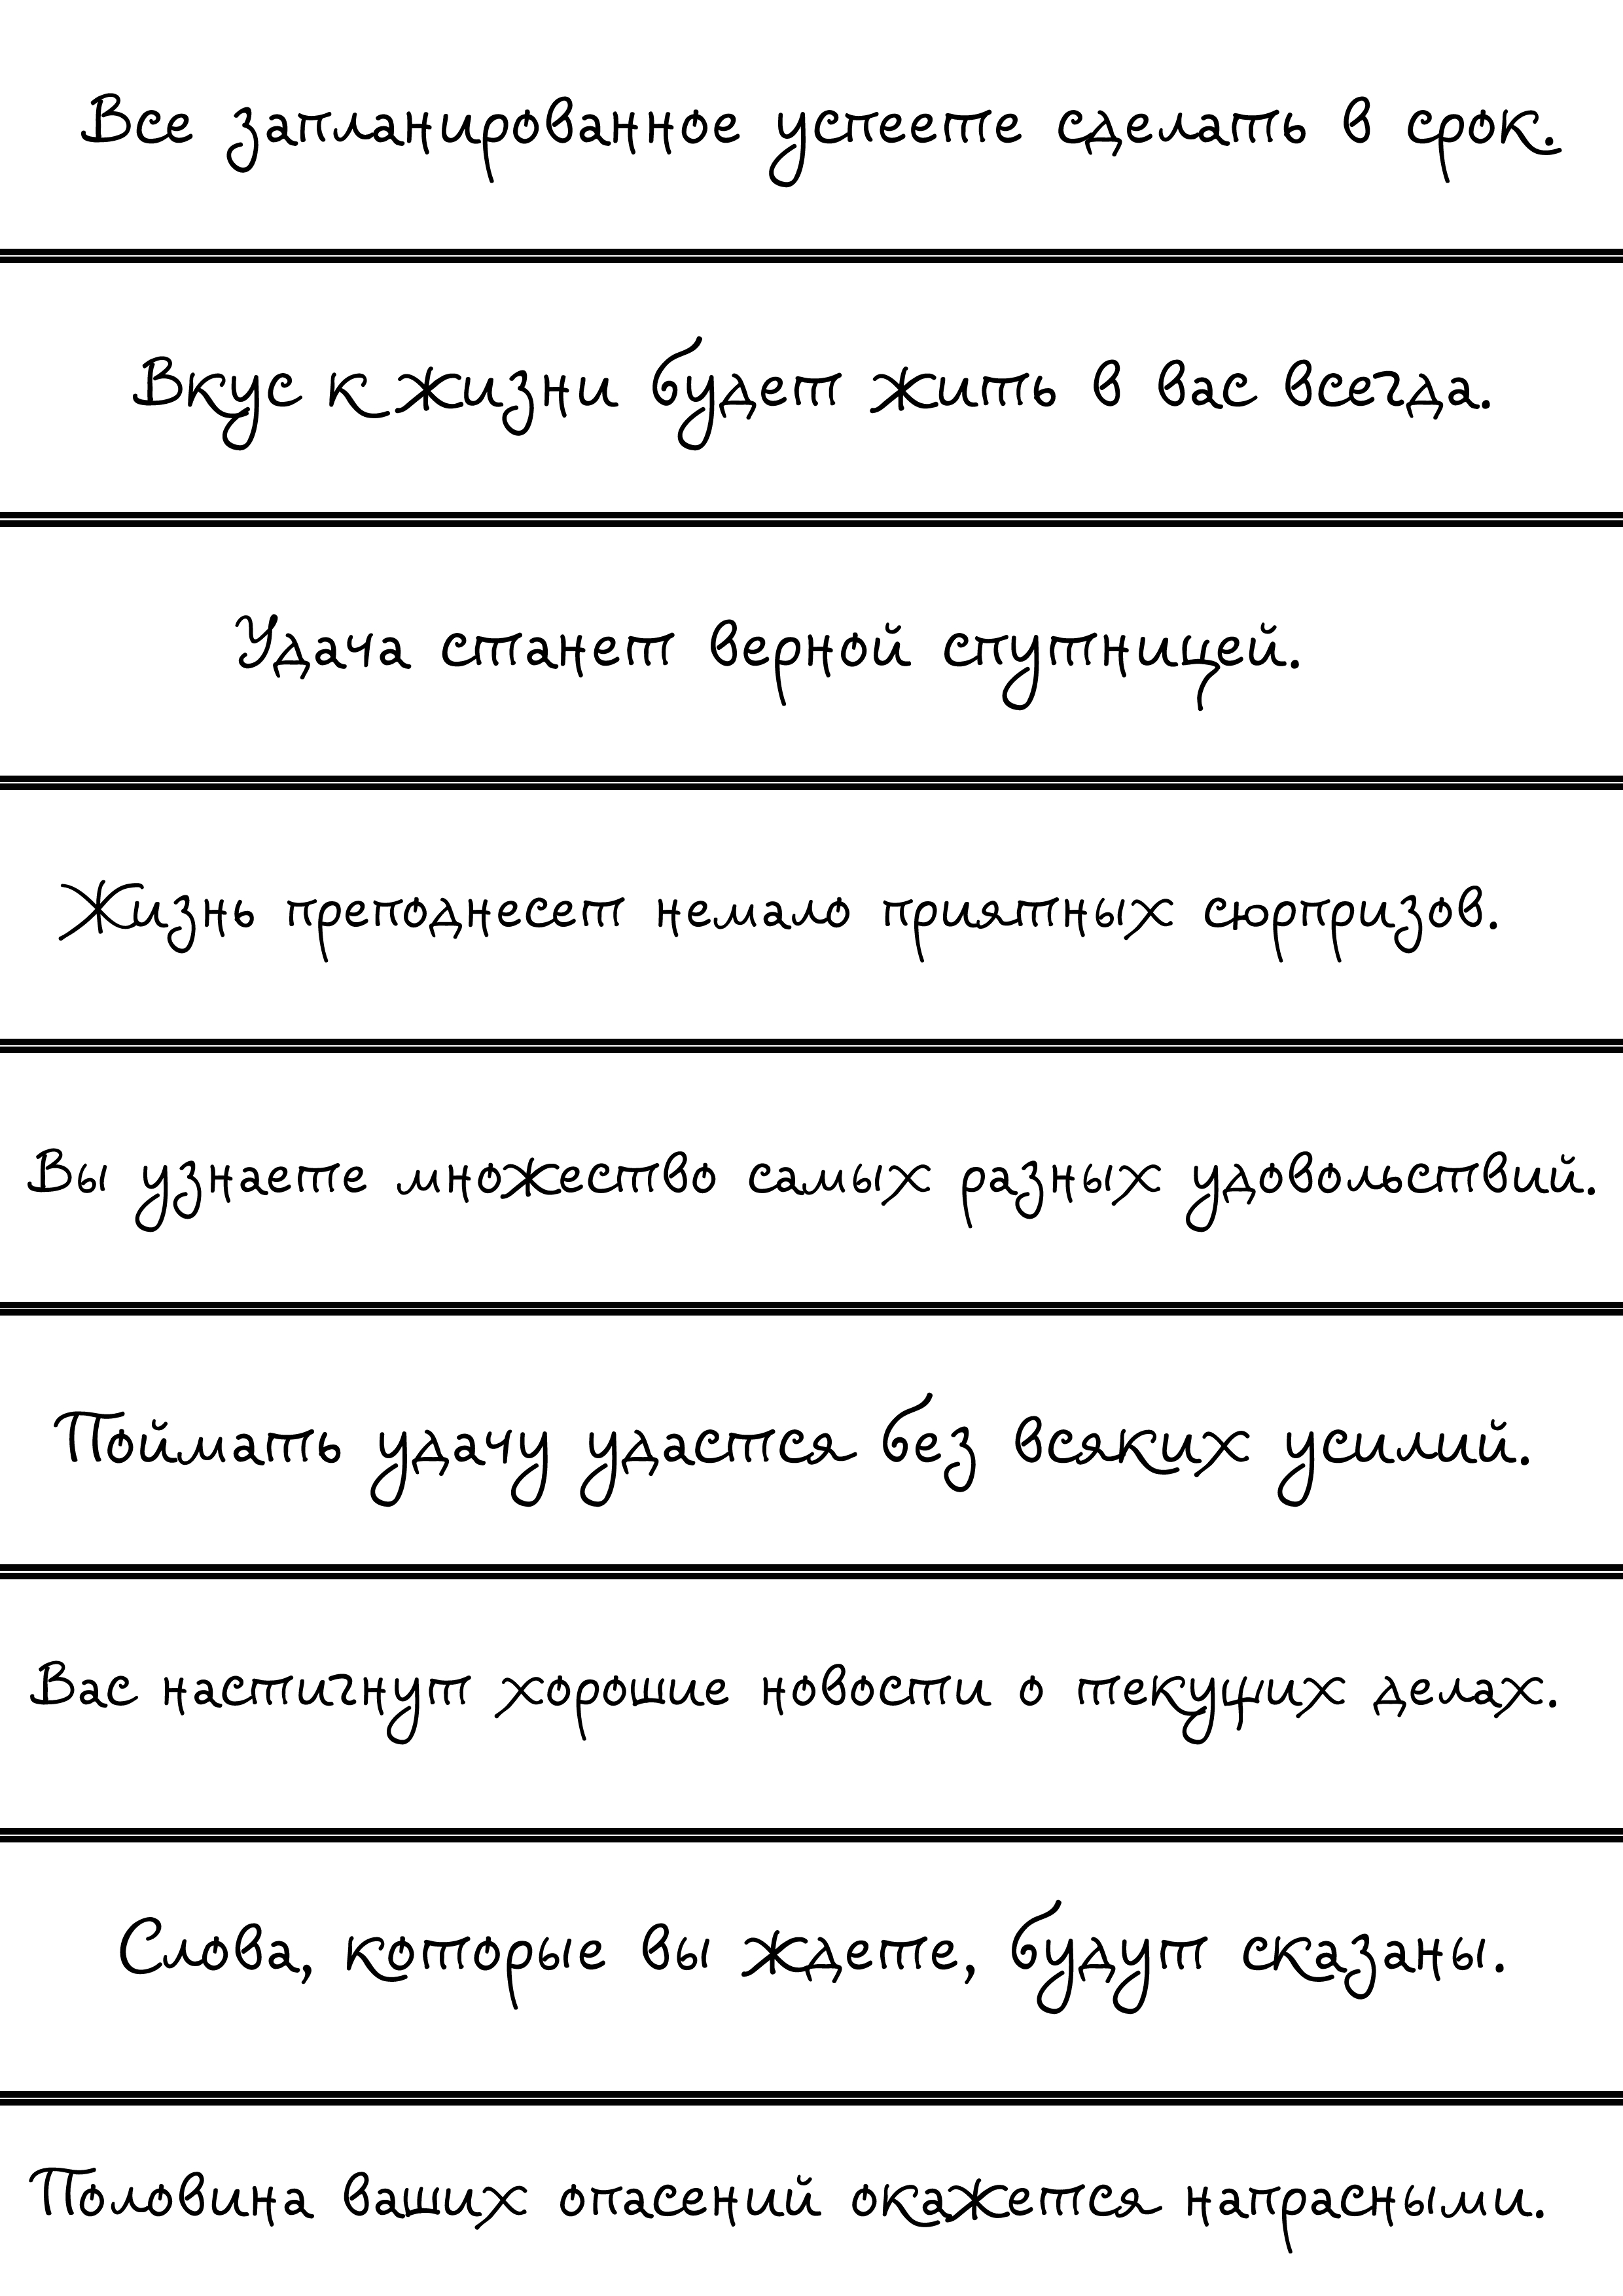 Все запланированное успеете сделать в срок.
Вкус к жизни будет жить в вас всегда.
Удача станет верной спутницей.
Жизнь преподнесет немало приятных сюрпризов.
Вы узнаете множество самых разных удовольствий.
Поймать удачу удастся без всяких усилий.
Вас настигнут хорошие новости о текущих делах.
Слова, которые вы ждете, будут сказаны.
Половина ваших опасений окажется напрасными.